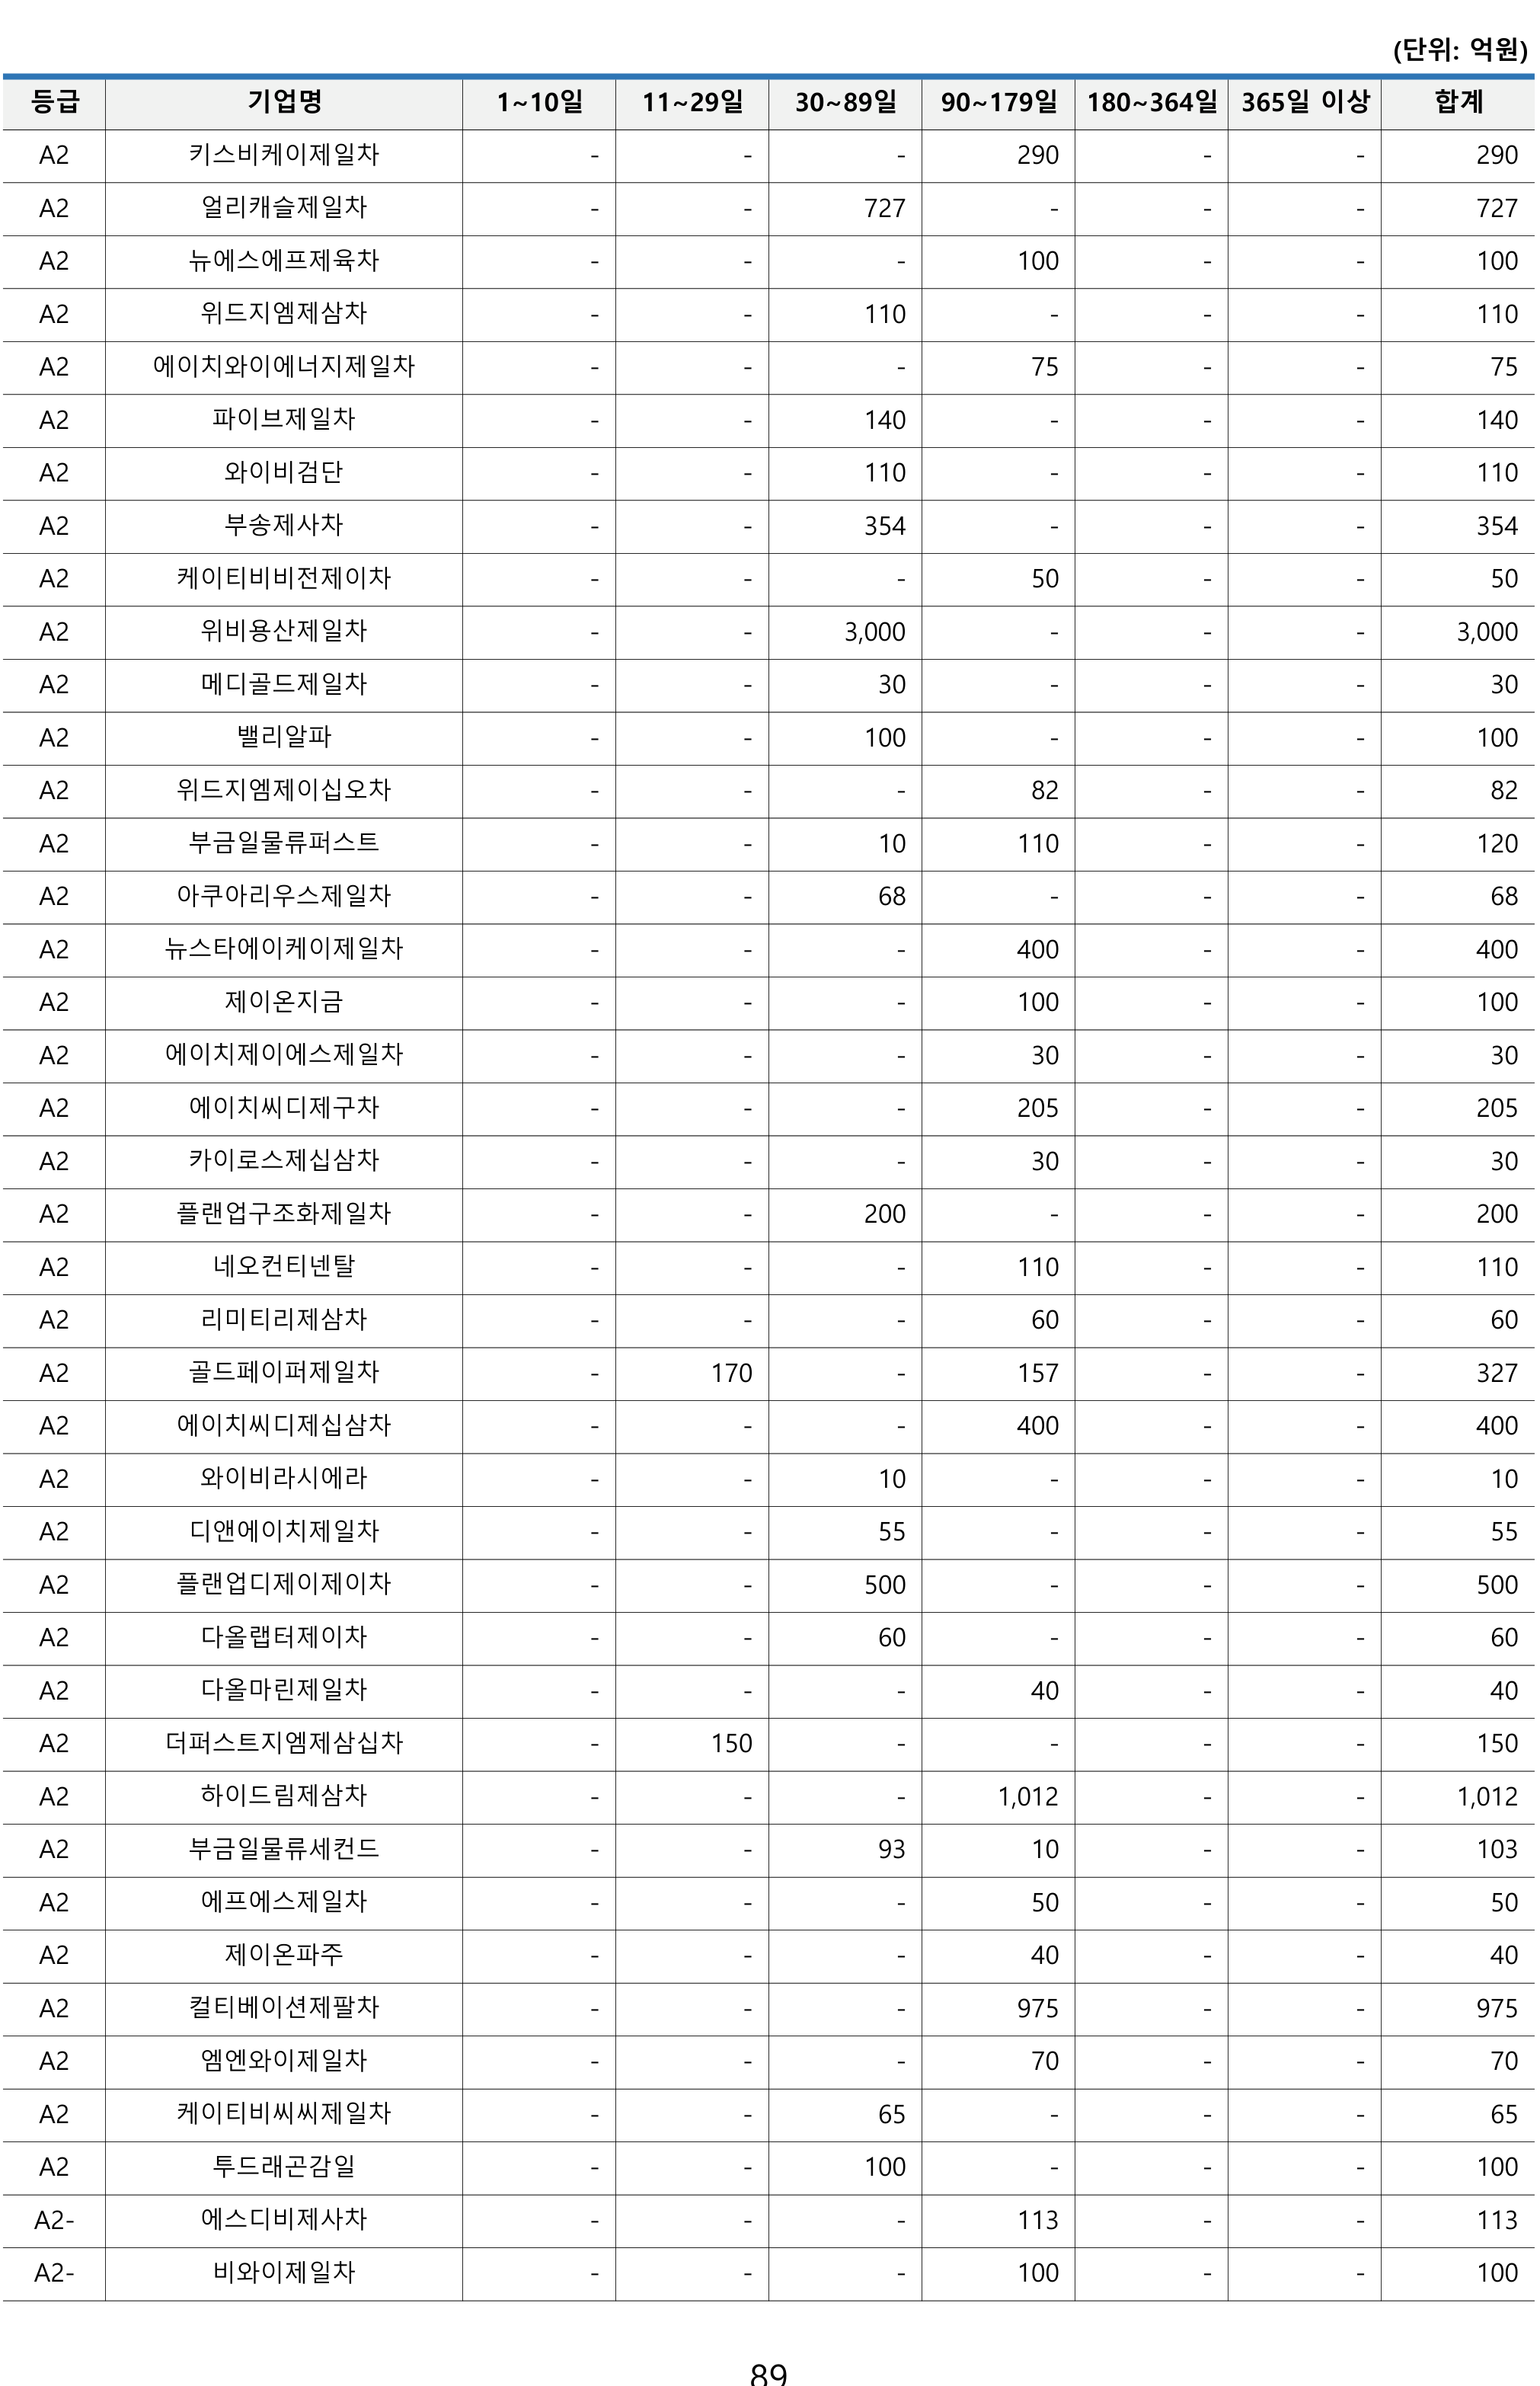 (단위: 억원)
등급 기업명 1~10일 11~29일 30~89일 90~179일 180~364일 365일 이상 합계
A2 키스비케이제일차 - - - 290 - - 290
A2 얼리캐슬제일차 - - 727 - - - 727
A2 뉴에스에프제육차 - - - 100 - - 100
A2 위드지엠제삼차 - - 110 - - - 110
A2 에이치와이에너지제일차 - - - 75 - - 75
A2 파이브제일차 - - 140 - - - 140
A2 와이비검단 - - 110 - - - 110
A2 부송제사차 - - 354 - - - 354
A2 케이티비비전제이차 - - - 50 - - 50
A2 위비용산제일차 - - 3,000 - - - 3,000
A2 메디골드제일차 - - 30 - - - 30
A2 밸리알파 - - 100 - - - 100
A2 위드지엠제이십오차 - - - 82 - - 82
A2 부금일물류퍼스트 - - 10 110 - - 120
A2 아쿠아리우스제일차 - - 68 - - - 68
A2 뉴스타에이케이제일차 - - - 400 - - 400
A2 제이온지금 - - - 100 - - 100
A2 에이치제이에스제일차 - - - 30 - - 30
A2 에이치씨디제구차 - - - 205 - - 205
A2 카이로스제십삼차 - - - 30 - - 30
A2 플랜업구조화제일차 - - 200 - - - 200
A2 네오컨티넨탈 - - - 110 - - 110
A2 리미티리제삼차 - - - 60 - - 60
A2 골드페이퍼제일차 - 170 - 157 - - 327
A2 에이치씨디제십삼차 - - - 400 - - 400
A2 와이비라시에라 - - 10 - - - 10
A2 디앤에이치제일차 - - 55 - - - 55
A2 플랜업디제이제이차 - - 500 - - - 500
A2 다올랩터제이차 - - 60 - - - 60
A2 다올마린제일차 - - - 40 - - 40
A2 더퍼스트지엠제삼십차 - 150 - - - - 150
A2 하이드림제삼차 - - - 1,012 - - 1,012
A2 부금일물류세컨드 - - 93 10 - - 103
A2 에프에스제일차 - - - 50 - - 50
A2 제이온파주 - - - 40 - - 40
A2 컬티베이션제팔차 - - - 975 - - 975
A2 엠엔와이제일차 - - - 70 - - 70
A2 케이티비씨씨제일차 - - 65 - - - 65
A2 투드래곤감일 - - 100 - - - 100
A2- 에스디비제사차 - - - 113 - - 113
A2- 비와이제일차 - - - 100 - - 100
89